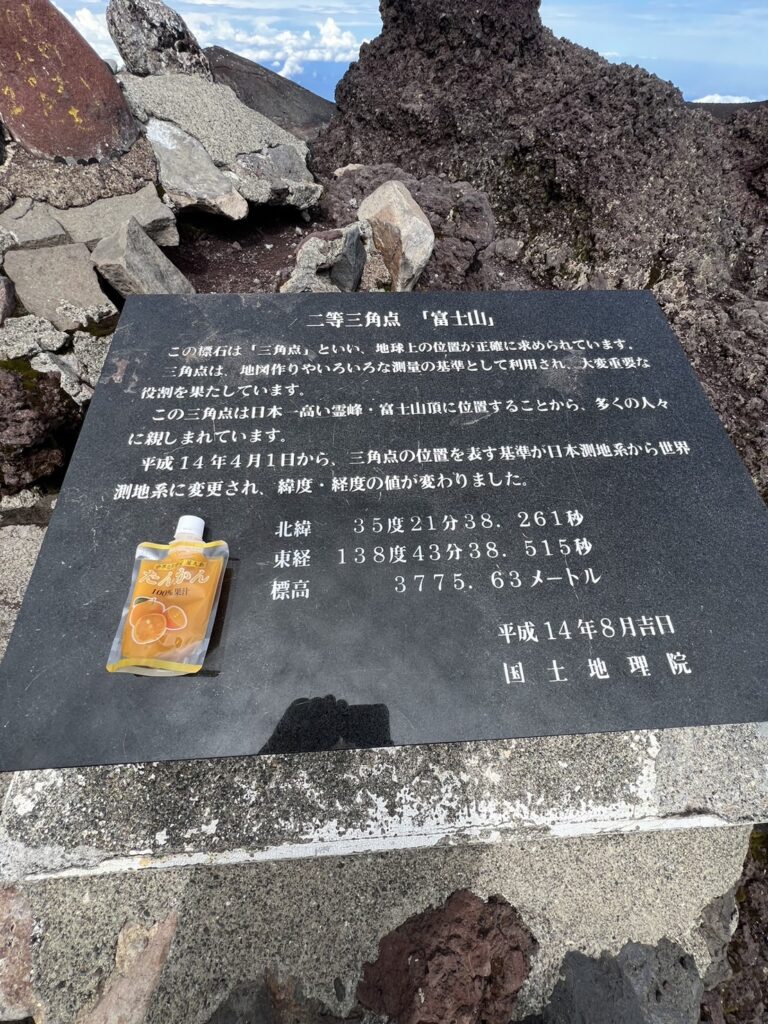 二等三角点 「富士山」
この標石は「三角点」といい、地球上の位置が正確に求められています。
三角点は、地図作りやいろいろな測量の基準として利用され、大変重要な
役割を果たしています。
この三角点は日本一高い霊峰・富士山頂に位置することから、多くの人々
に親しまれています。
平成14年4月1日から、三角点の位置を表す基準が日本測地系から世界
測地系に変更され、緯度・経度の値が変わりました。
北緯 35度21分38．261秒
東経 138度43分38．515秒
標高 3775．63メートル
平成14年8月吉日
国土地理院
たんかん
100%果汁